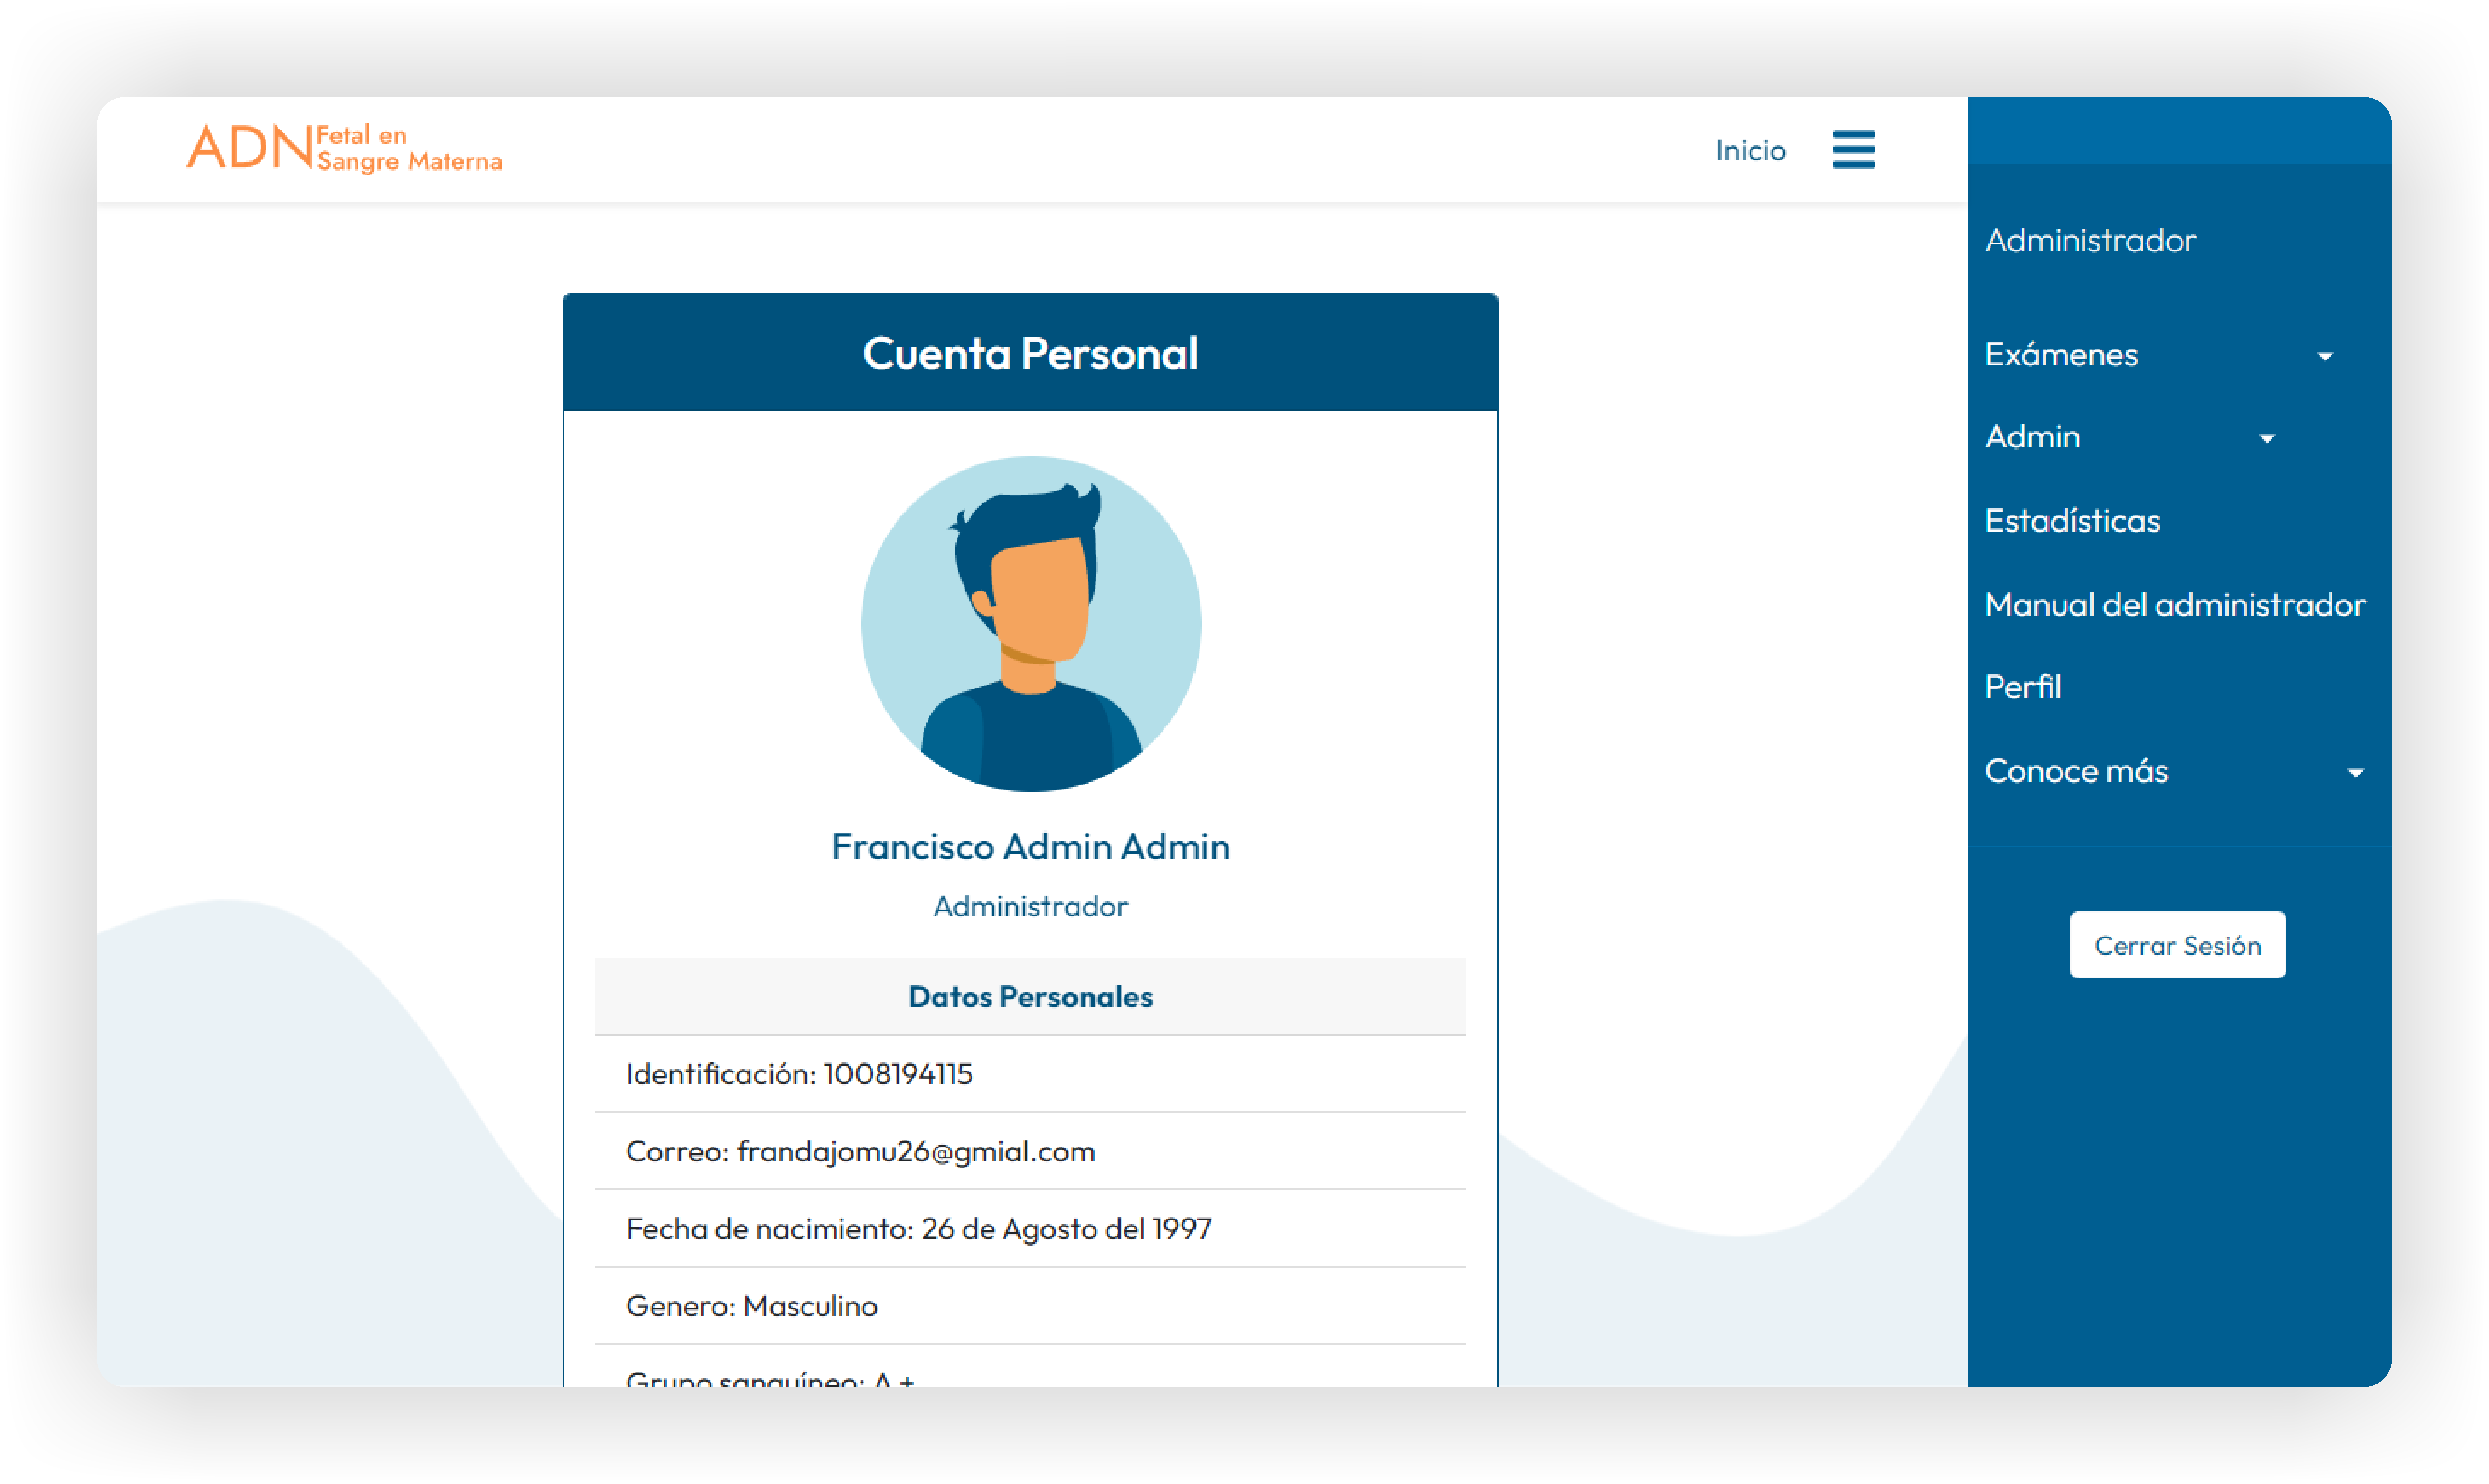 ADN Fetal en
Sangre Materna
Inicio
Cuenta Personal
Francisco Admin Admin
Administrador
Datos Personales
Identificación: 1008194115
Correo: frandajomu26@gmial.com
Fecha de nacimiento: 26 de Agosto del 1997
Genero: Masculino
Grupo sanguíneo: A +
Administrador
Exámenes
Admin
Estadísticas
Manual del administrador
Perfil
Conoce más
Cerrar Sesión